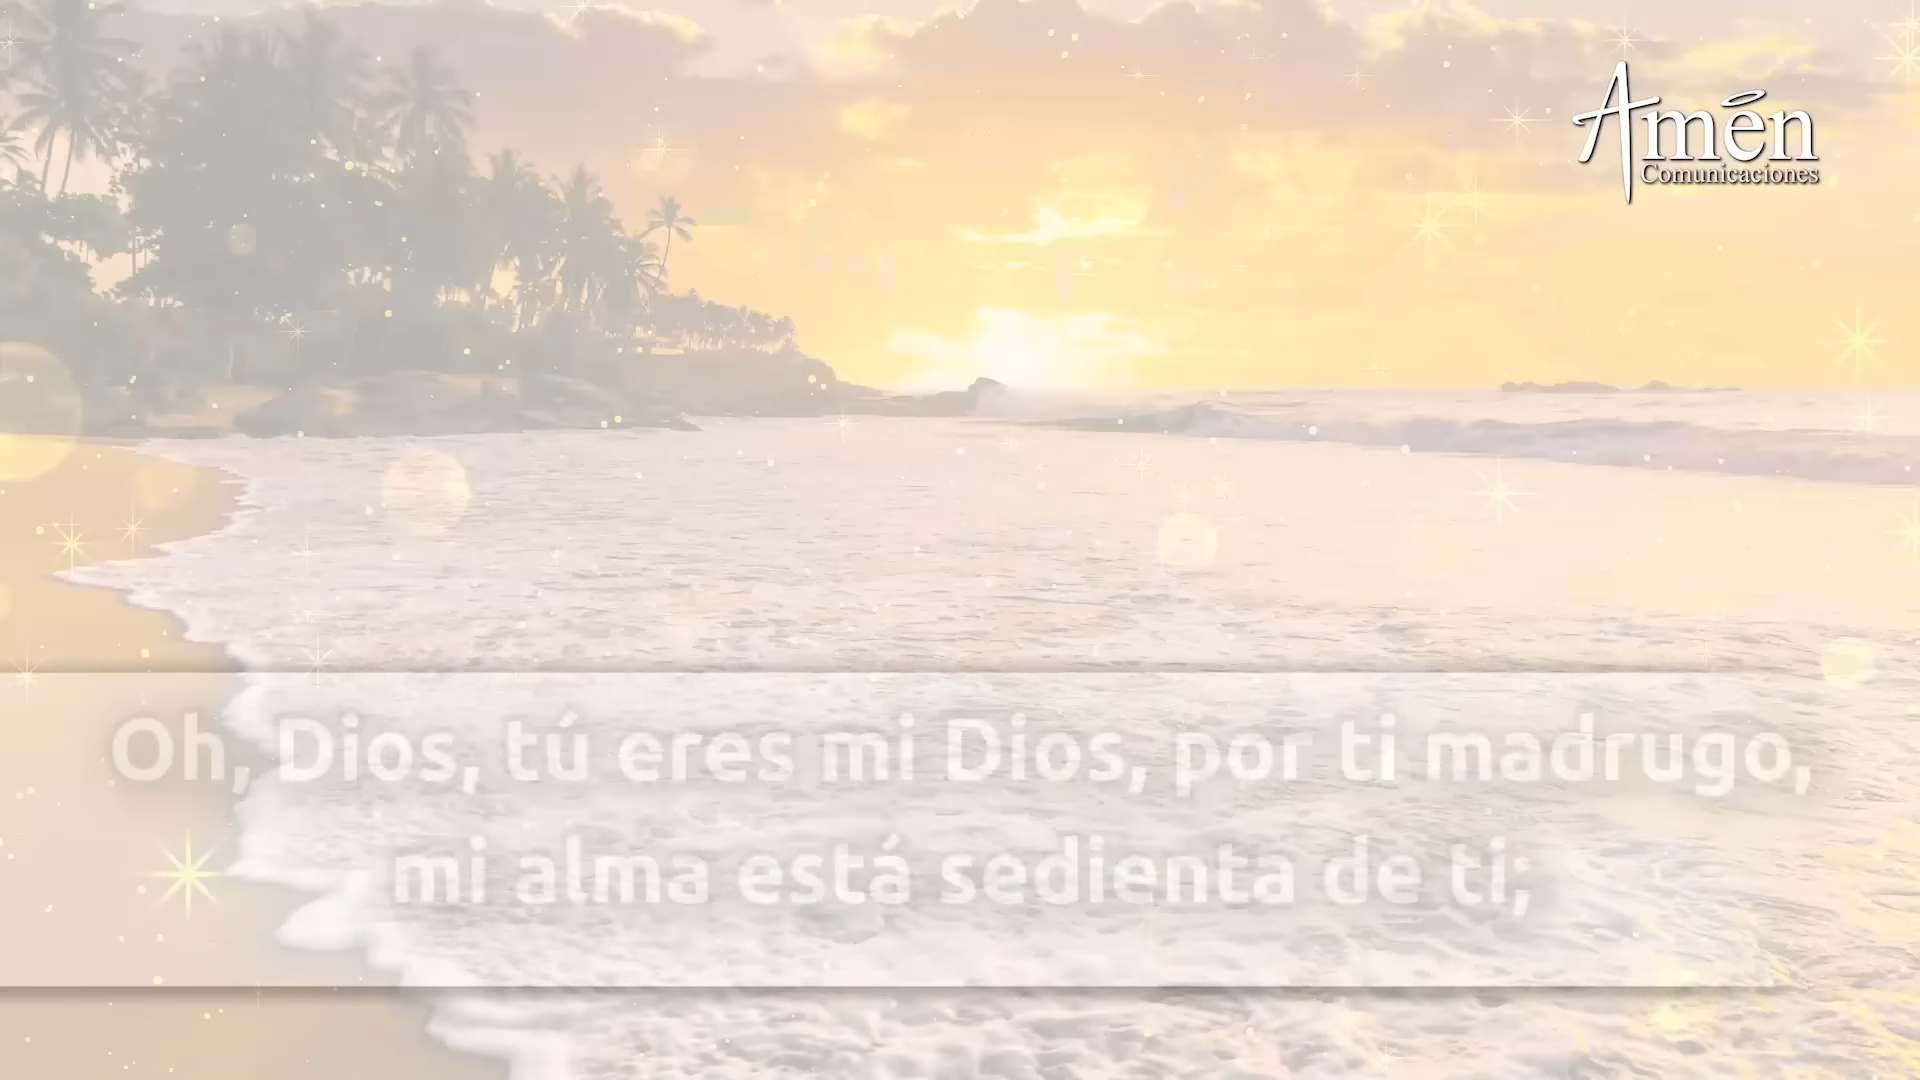 Amén
Comunicaciones
Oh, Dios, tú eres mi Dios, por ti madrugo,
mi alma está sedienta de ti;